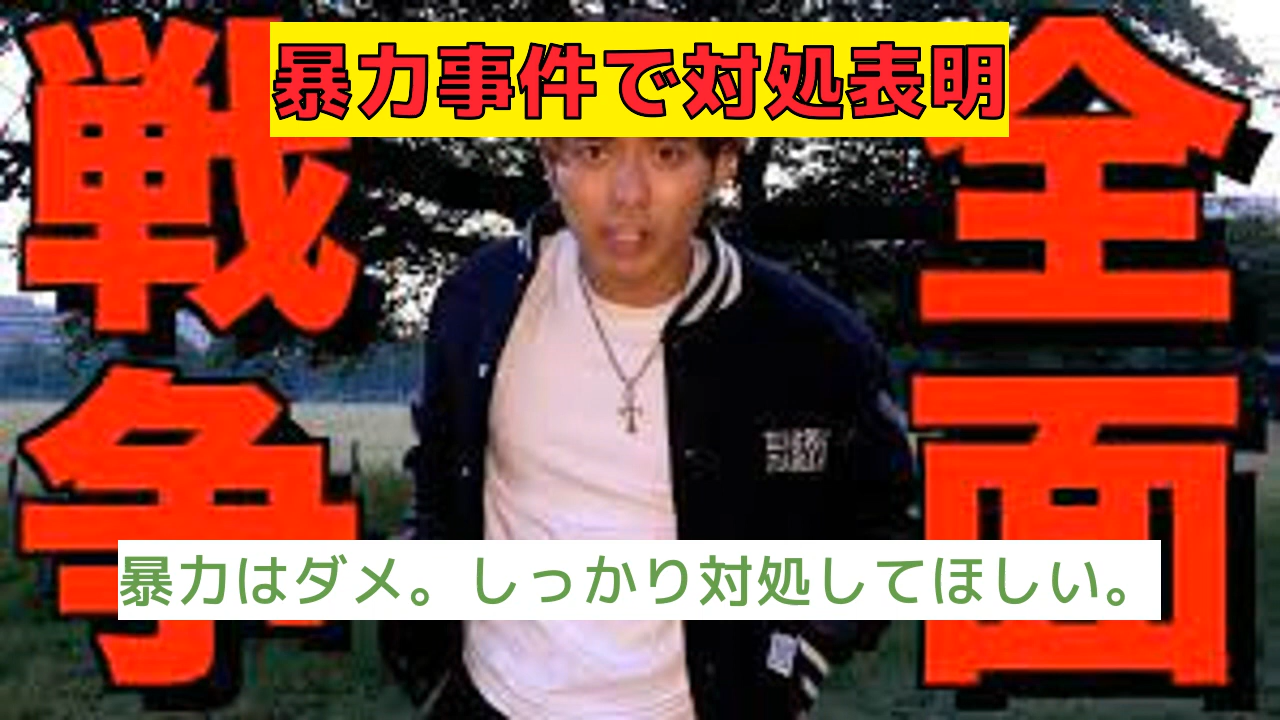 暴力事件で対処表明
全面
戦争
暴力はダメ。しっかり対処してほしい。